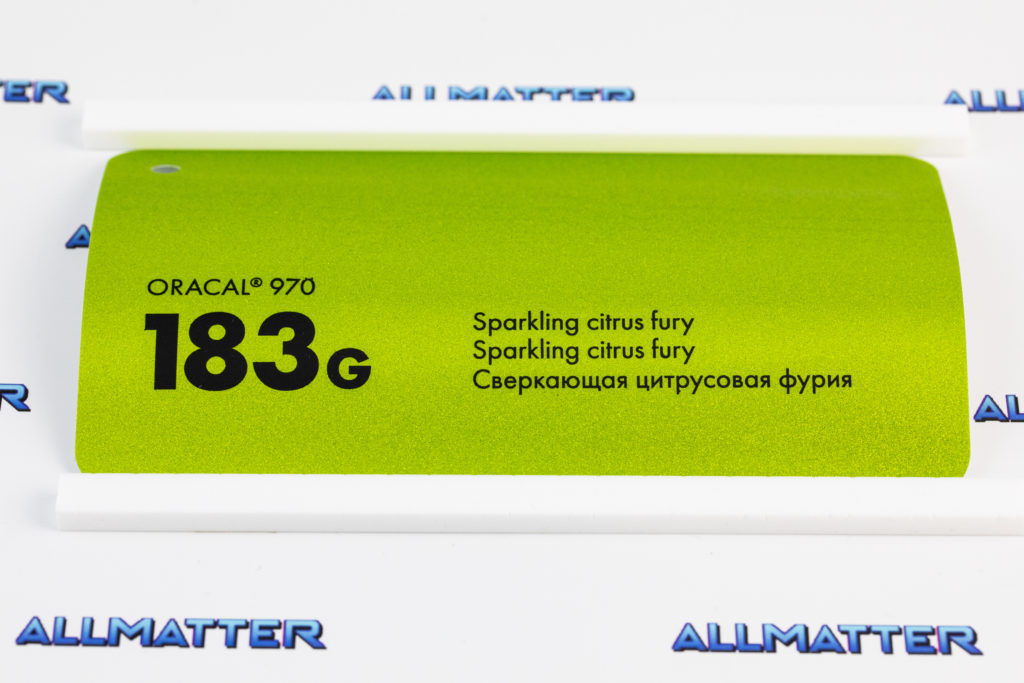 ALLMATTER
ORACAL® 970
183G
Sparkling citrus fury
Sparkling citrus fury
Сверкающая цитрусовая фурия
ALLMATTER
ALLMATTER